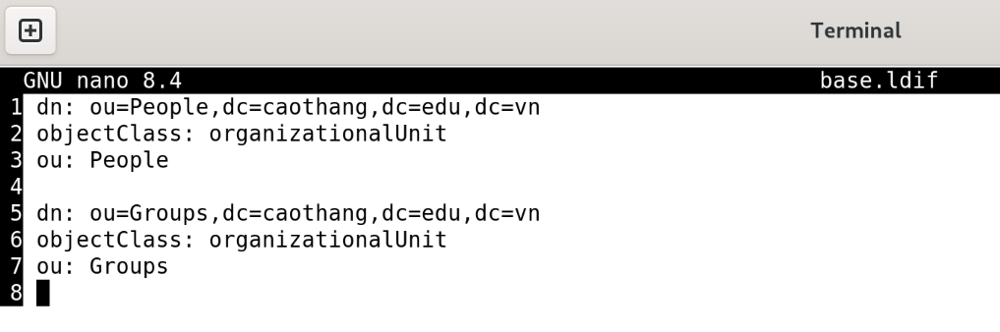 Terminal
GNU nano 8.4 base.ldif
1 dn: ou=People,dc=caothang,dc=edu,dc=vn
2 objectClass: organizationalUnit
3 ou: People
4
5 dn: ou=Groups,dc=caothang,dc=edu,dc=vn
6 objectClass: organizationalUnit
7 ou: Groups
8